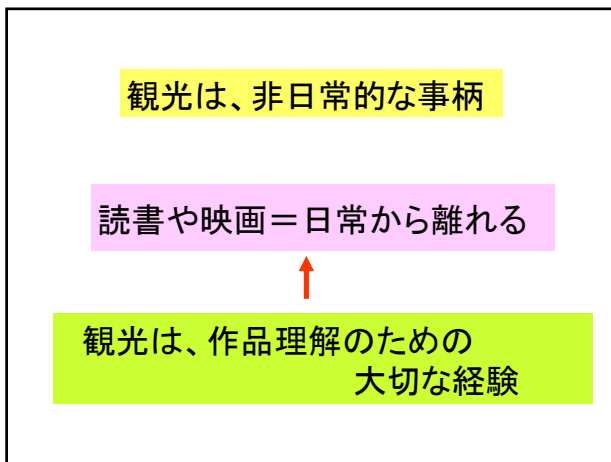 観光は、非日常的な事柄
読書や映画＝日常から離れる
観光は、作品理解のための
大切な経験